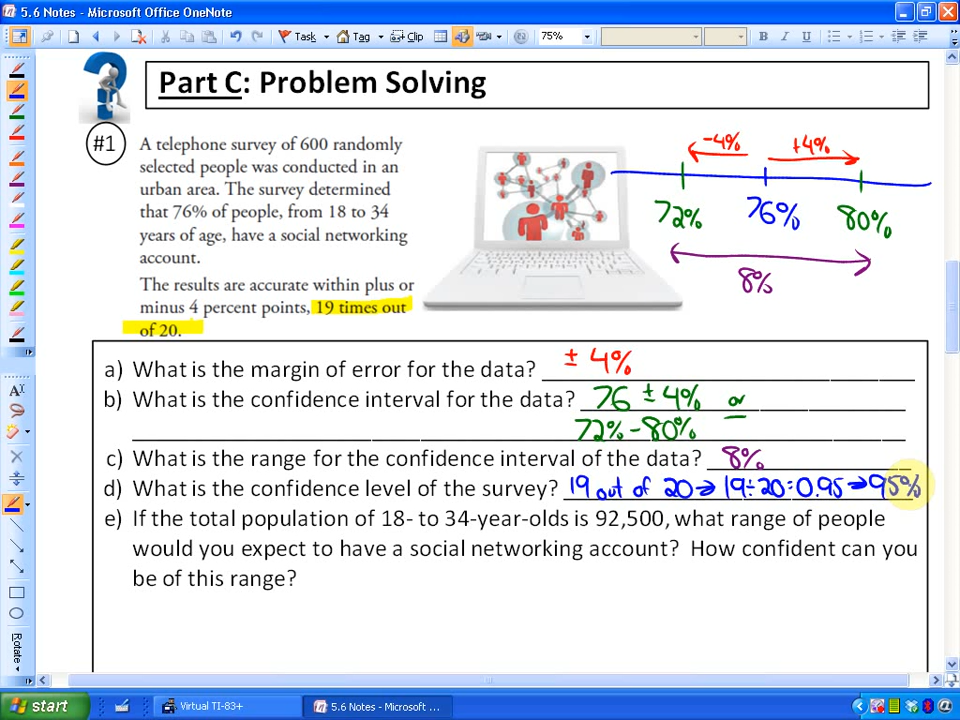 5.6 Notes - Microsoft Office OneNote
Task
Tag
Clip
75%
B I U
Part C: Problem Solving
#1
A telephone survey of 600 randomly
selected people was conducted in an
urban area. The survey determined
that 76% of people, from 18 to 34
years of age, have a social networking
account.
The results are accurate within plus or
minus 4 percent points, 19 times out
of 20.
-4% +4%
72% 76% 80%
8%
a) What is the margin of error for the data? ± 4%
b) What is the confidence interval for the data? 76 ± 4% or
72% - 80%
c) What is the range for the confidence interval of the data? 8%
d) What is the confidence level of the survey? 19 out of 20 → 19 ÷ 20 = 0.95 → 95%
e) If the total population of 18- to 34-year-olds is 92,500, what range of people
would you expect to have a social networking account? How confident can you
be of this range?
A
Rotate
start
Virtual TI-83+
5.6 Notes - Microsoft ...